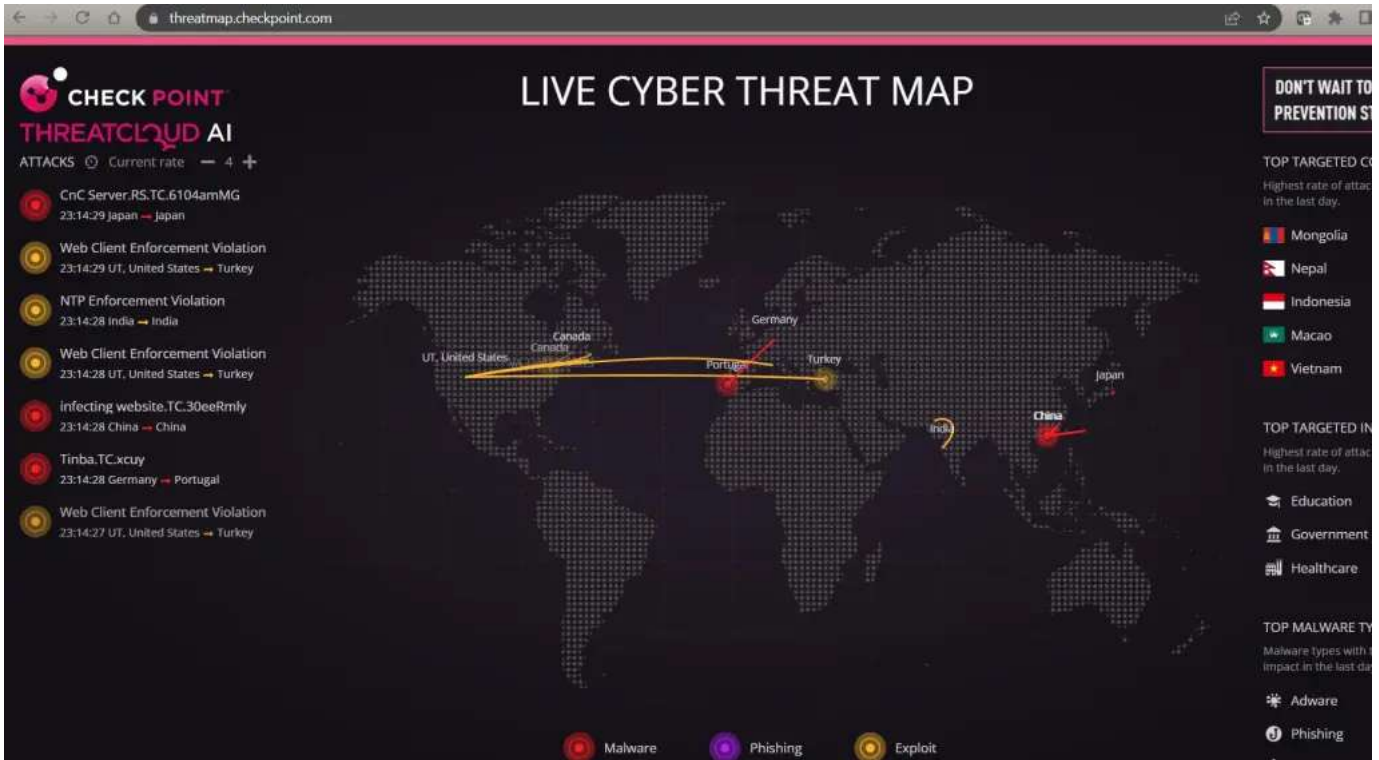 threatmap.checkpoint.com
CHECK POINT
THREATCLOUD AI
LIVE CYBER THREAT MAP
DON'T WAIT TO
PREVENTION ST
ATTACKS Current rate − 4 +
CnC Server.RS.TC.6104amMG
23:14:29 Japan → Japan
Web Client Enforcement Violation
23:14:29 UT, United States → Turkey
NTP Enforcement Violation
23:14:28 India → India
Web Client Enforcement Violation
23:14:28 UT, United States → Turkey
infecting website.TC.30eeRmly
23:14:28 China → China
Tinba.TC.xcuy
23:14:28 Germany → Portugal
Web Client Enforcement Violation
23:14:27 UT, United States → Turkey
Germany
Canada
Canada
UT, United States
Portugal
Turkey
Japan
China
India
TOP TARGETED CO
Highest rate of attac
in the last day.
Mongolia
Nepal
Indonesia
Macao
Vietnam
TOP TARGETED IN
Highest rate of attac
in the last day.
Education
Government
Healthcare
TOP MALWARE TY
Malware types with t
impact in the last da
Adware
Phishing
Malware
Phishing
Exploit